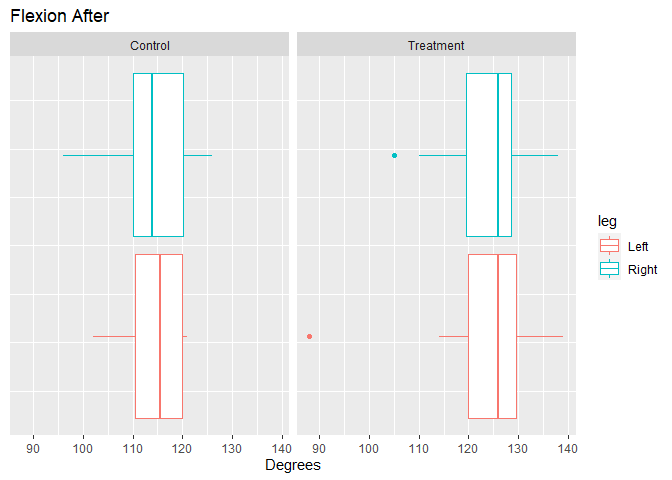 Flexion After
Control
Treatment
leg
Left
Right
90 100 110 120 130 140
90 100 110 120 130 140
Degrees